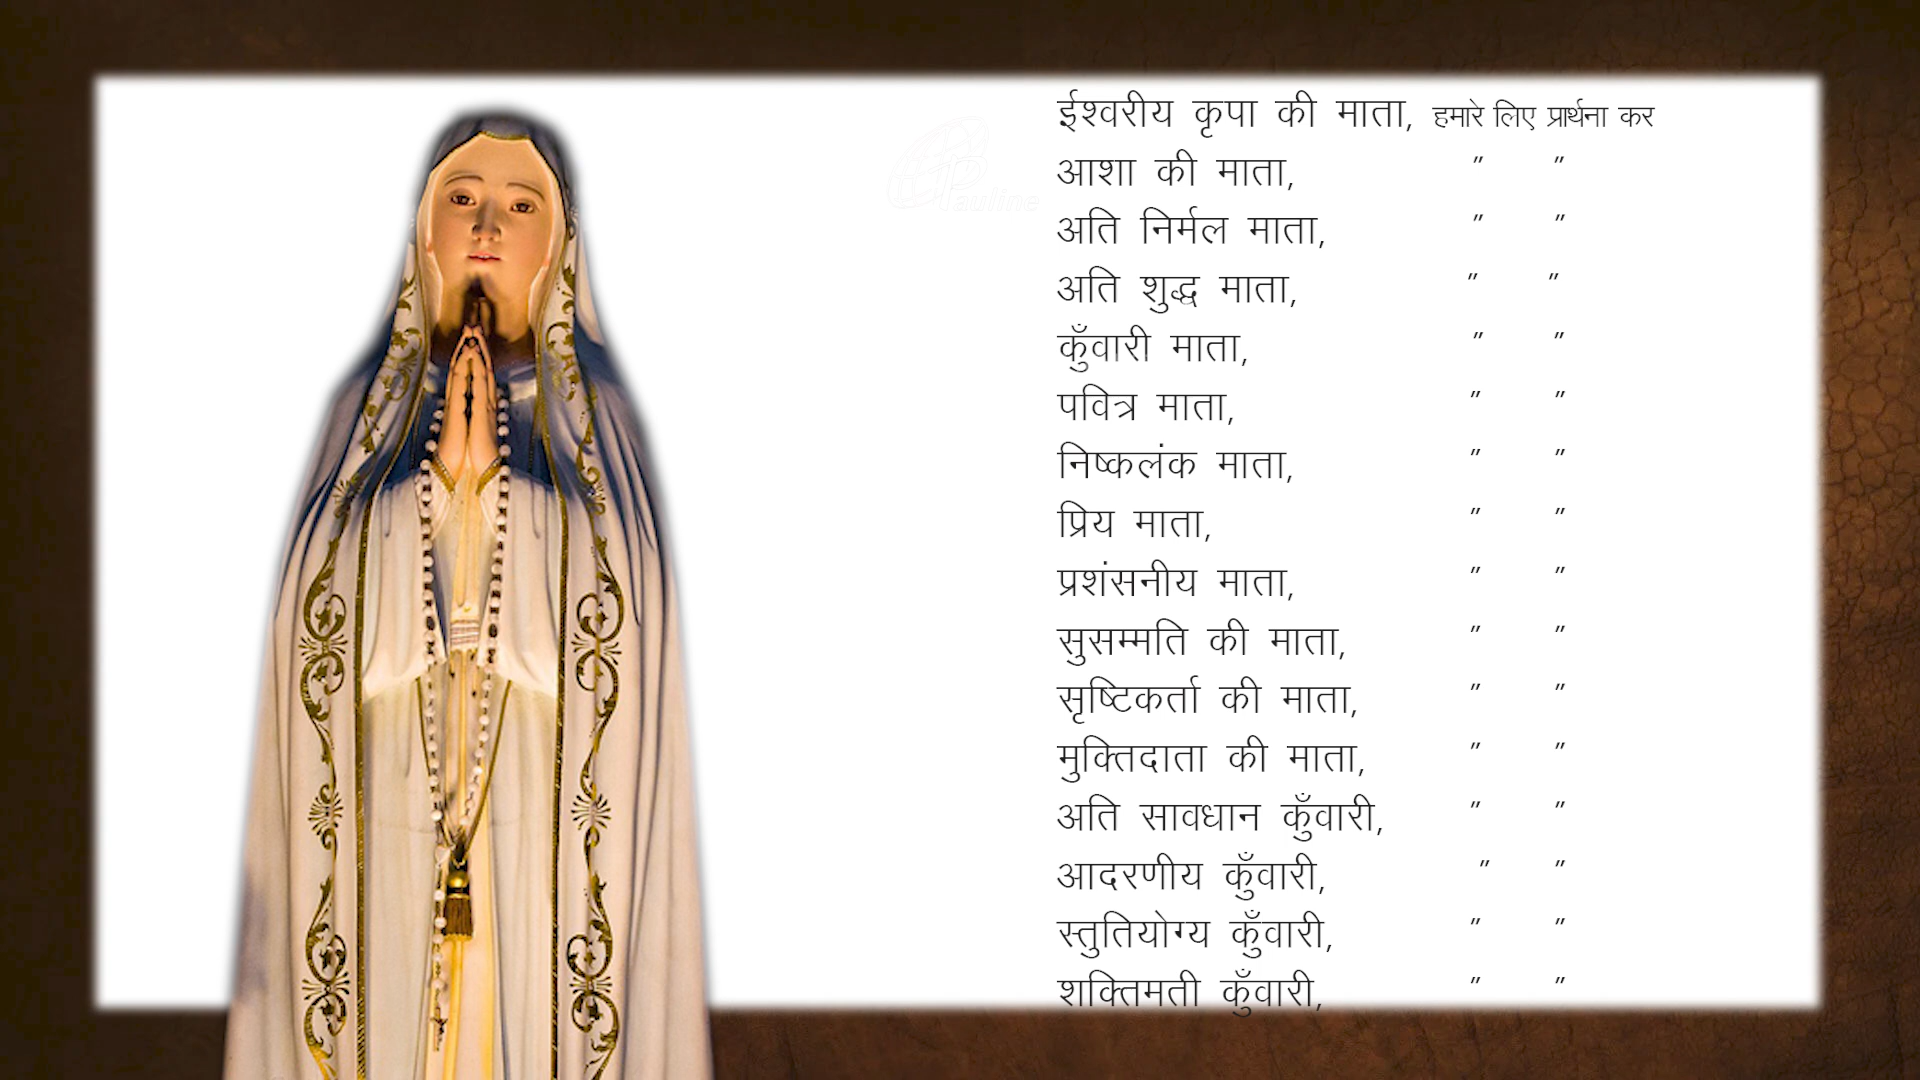 Pauline
ईश्वरीय कृपा की माता, हमारे लिए प्रार्थना कर
आशा की माता, ” ”
अति निर्मल माता, ” ”
अति शुद्ध माता, ” ”
कुँवारी माता, ” ”
पवित्र माता, ” ”
निष्कलंक माता, ” ”
प्रिय माता, ” ”
प्रशंसनीय माता, ” ”
सुसम्मति की माता, ” ”
सृष्टिकर्ता की माता, ” ”
मुक्तिदाता की माता, ” ”
अति सावधान कुँवारी, ” ”
आदरणीय कुँवारी, ” ”
स्तुतियोग्य कुँवारी, ” ”
शक्तिमती कुँवारी, ” ”